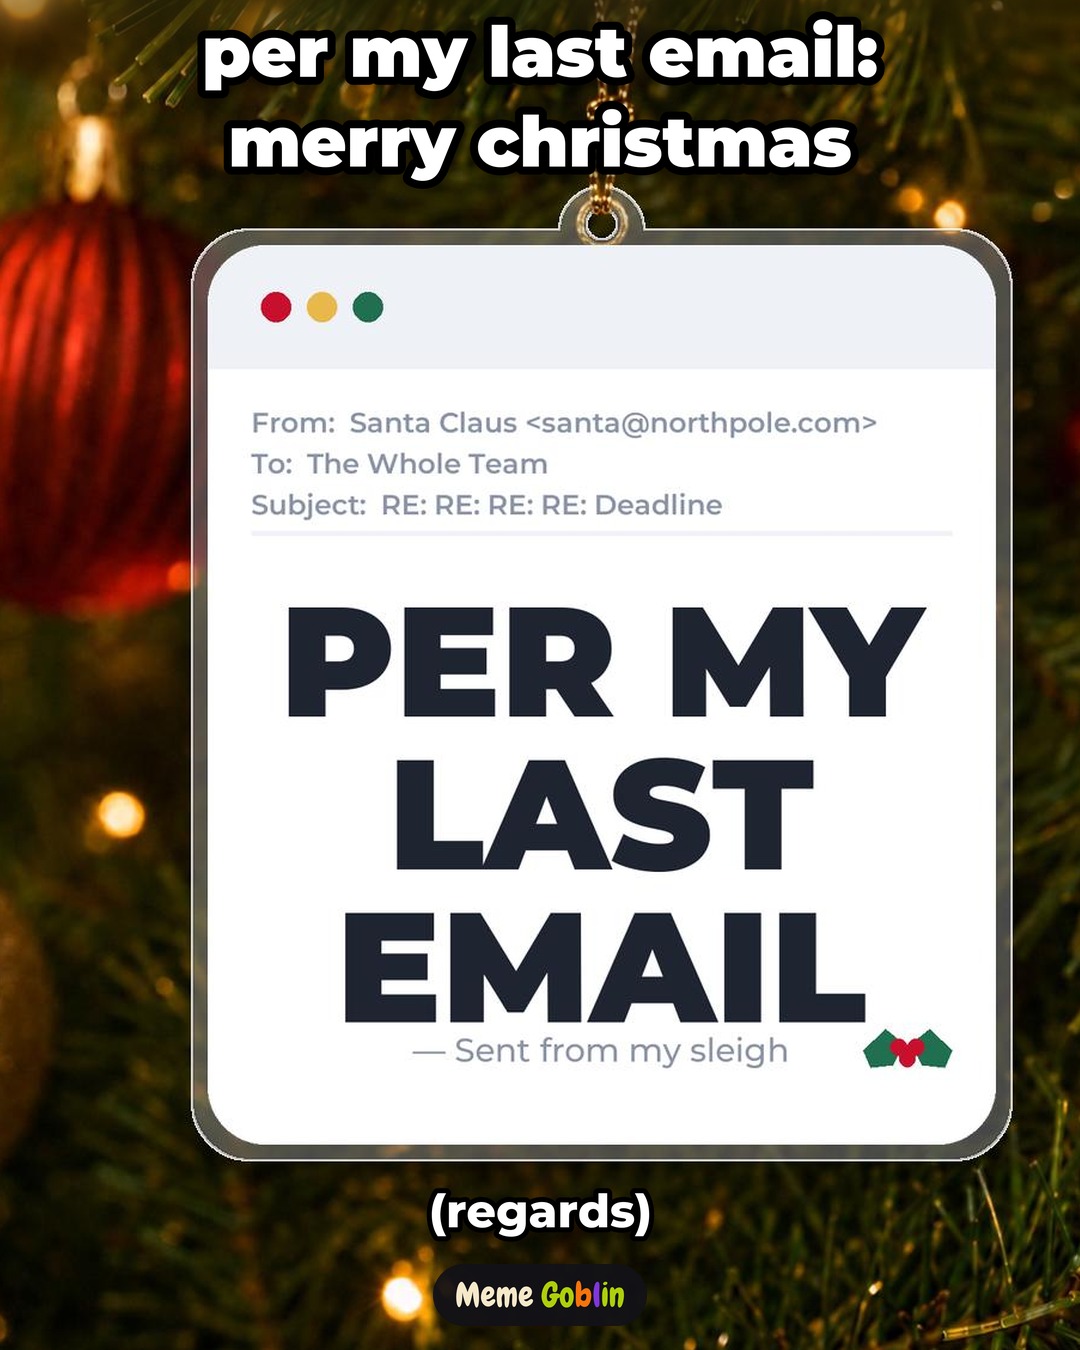 per my last email:
merry christmas
From: Santa Claus <santa@northpole.com>
To: The Whole Team
Subject: RE: RE: RE: RE: Deadline
PER MY
LAST
EMAIL
— Sent from my sleigh
(regards)
Meme Goblin